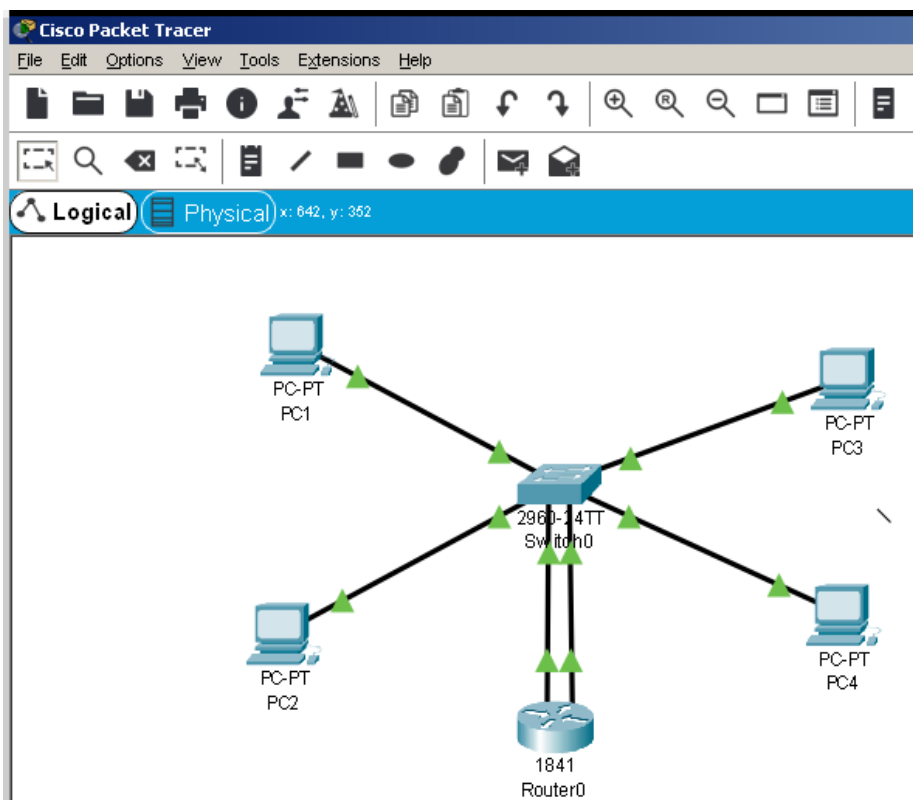 Cisco Packet Tracer
File Edit Options View Tools Extensions Help
Logical Physical x: 642, y: 352
PC-PT
PC1
PC-PT
PC3
2960-24TT
Switch0
PC-PT
PC2
PC-PT
PC4
1841
Router0